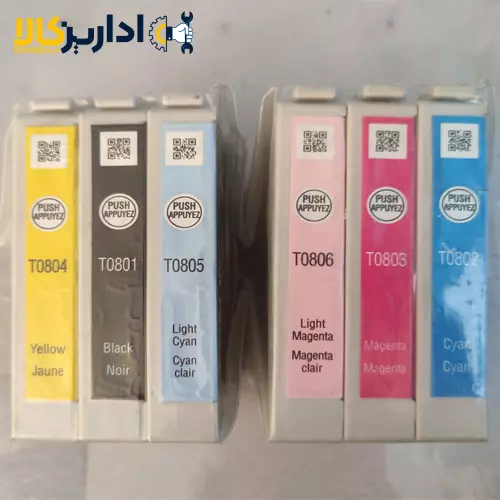 اداریز کالا
PUSH
APPUYEZ
T0804
Yellow
Jaune
PUSH
APPUYEZ
T0801
Black
Noir
PUSH
APPUYEZ
T0805
Light
Cyan
Cyan
clair
PUSH
APPUYEZ
T0806
Light
Magenta
Magenta
clair
PUSH
APPUYEZ
T0803
Magenta
Magenta
PUSH
APPUYEZ
T0802
Cyan
Cyan